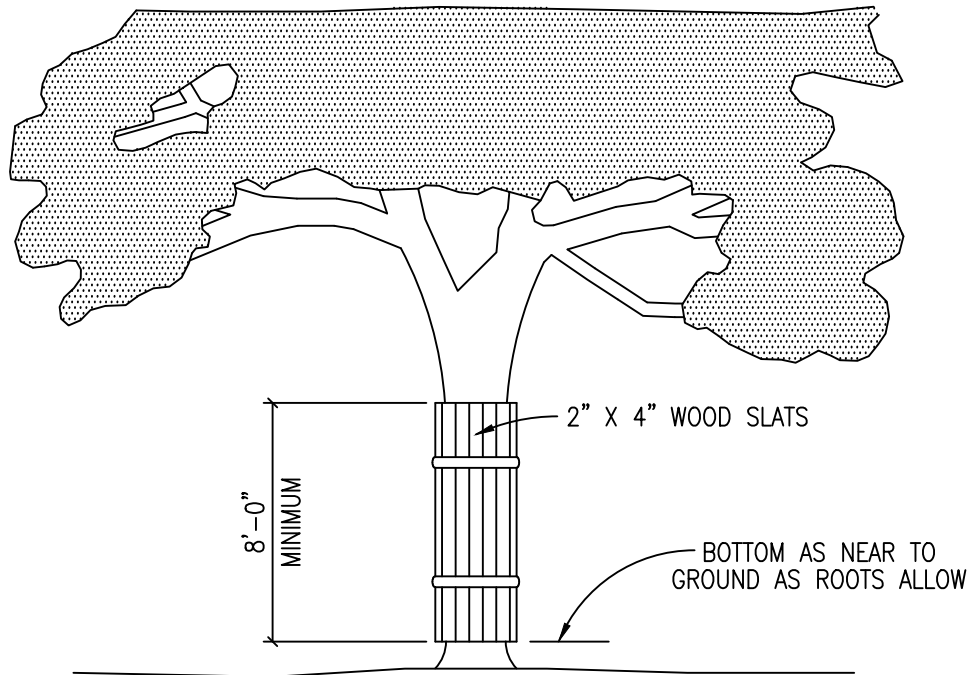 2” X 4” WOOD SLATS
8’-0”
MINIMUM
BOTTOM AS NEAR TO
GROUND AS ROOTS ALLOW